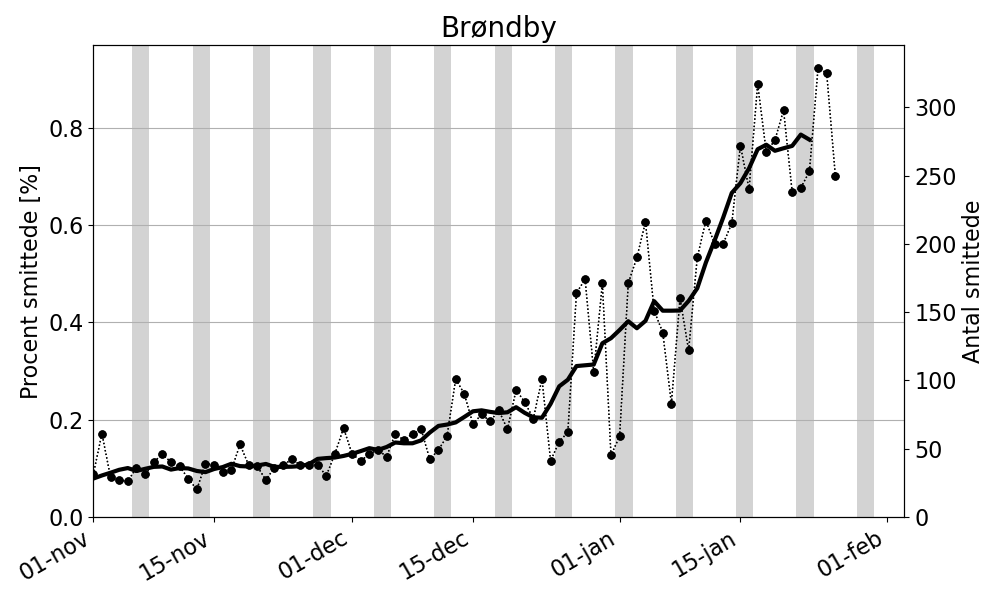 Brøndby
Procent smittede [%]
0.8
0.6
0.4
0.2
0.0
300
250
200
150
100
50
0
Antal smittede
01-nov
15-nov
01-dec
15-dec
01-jan
15-jan
01-feb